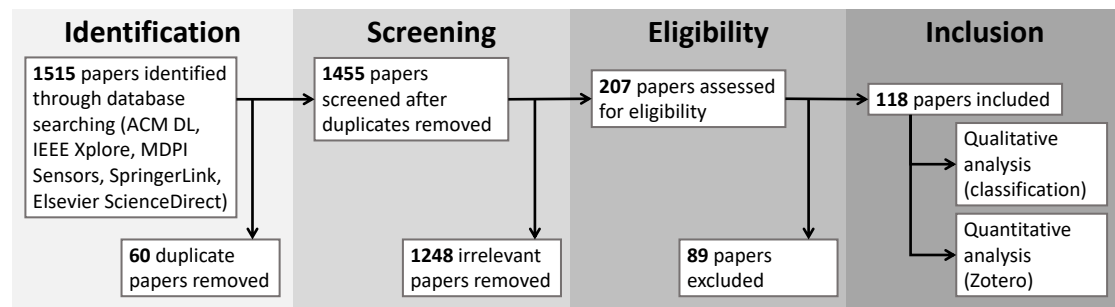 Identification
1515 papers identified
through database
searching (ACM DL,
IEEE Xplore, MDPI
Sensors, SpringerLink,
Elsevier ScienceDirect)
60 duplicate
papers removed
Screening
1455 papers
screened after
duplicates removed
1248 irrelevant
papers removed
Eligibility
207 papers assessed
for eligibility
89 papers
excluded
Inclusion
118 papers included
Qualitative
analysis
(classification)
Quantitative
analysis
(Zotero)